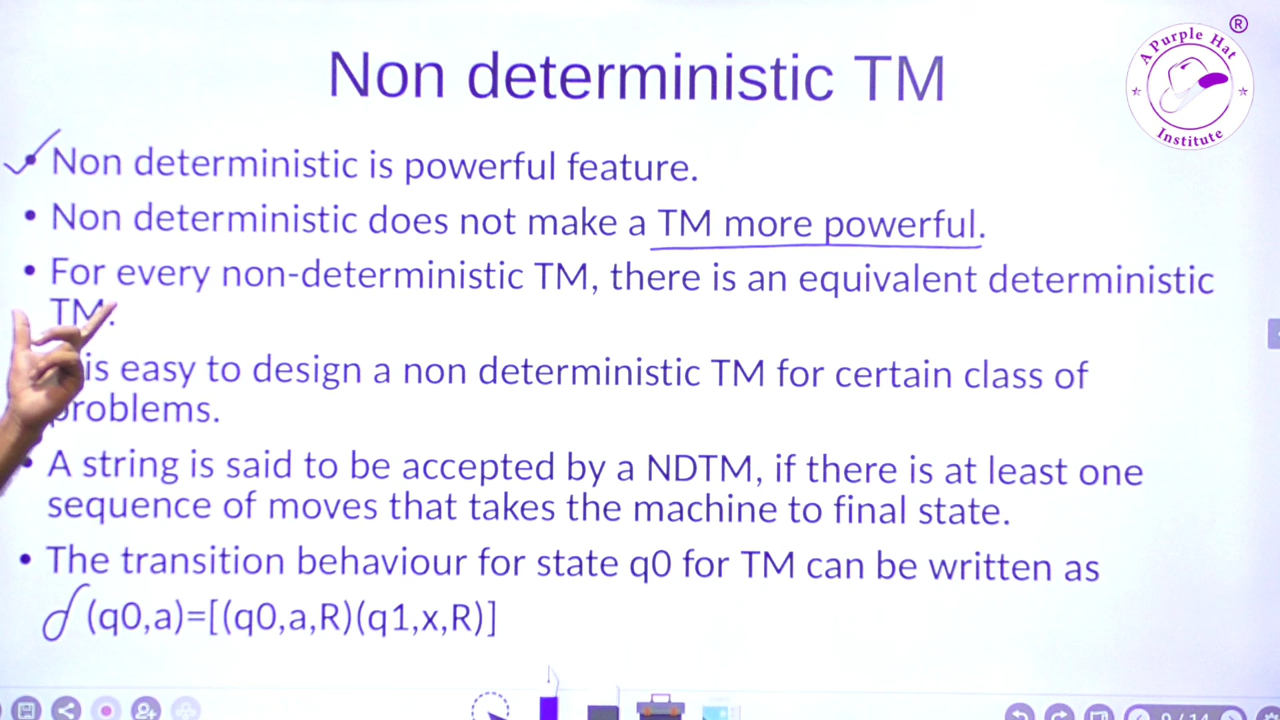 Non deterministic TM
A Purple Hat
Institute
®
• Non deterministic is powerful feature.
• Non deterministic does not make a TM more powerful.
• For every non-deterministic TM, there is an equivalent deterministic
TM.
is easy to design a non deterministic TM for certain class of
problems.
• A string is said to be accepted by a NDTM, if there is at least one
sequence of moves that takes the machine to final state.
• The transition behaviour for state q0 for TM can be written as
(q0,a)=[(q0,a,R)(q1,x,R)]